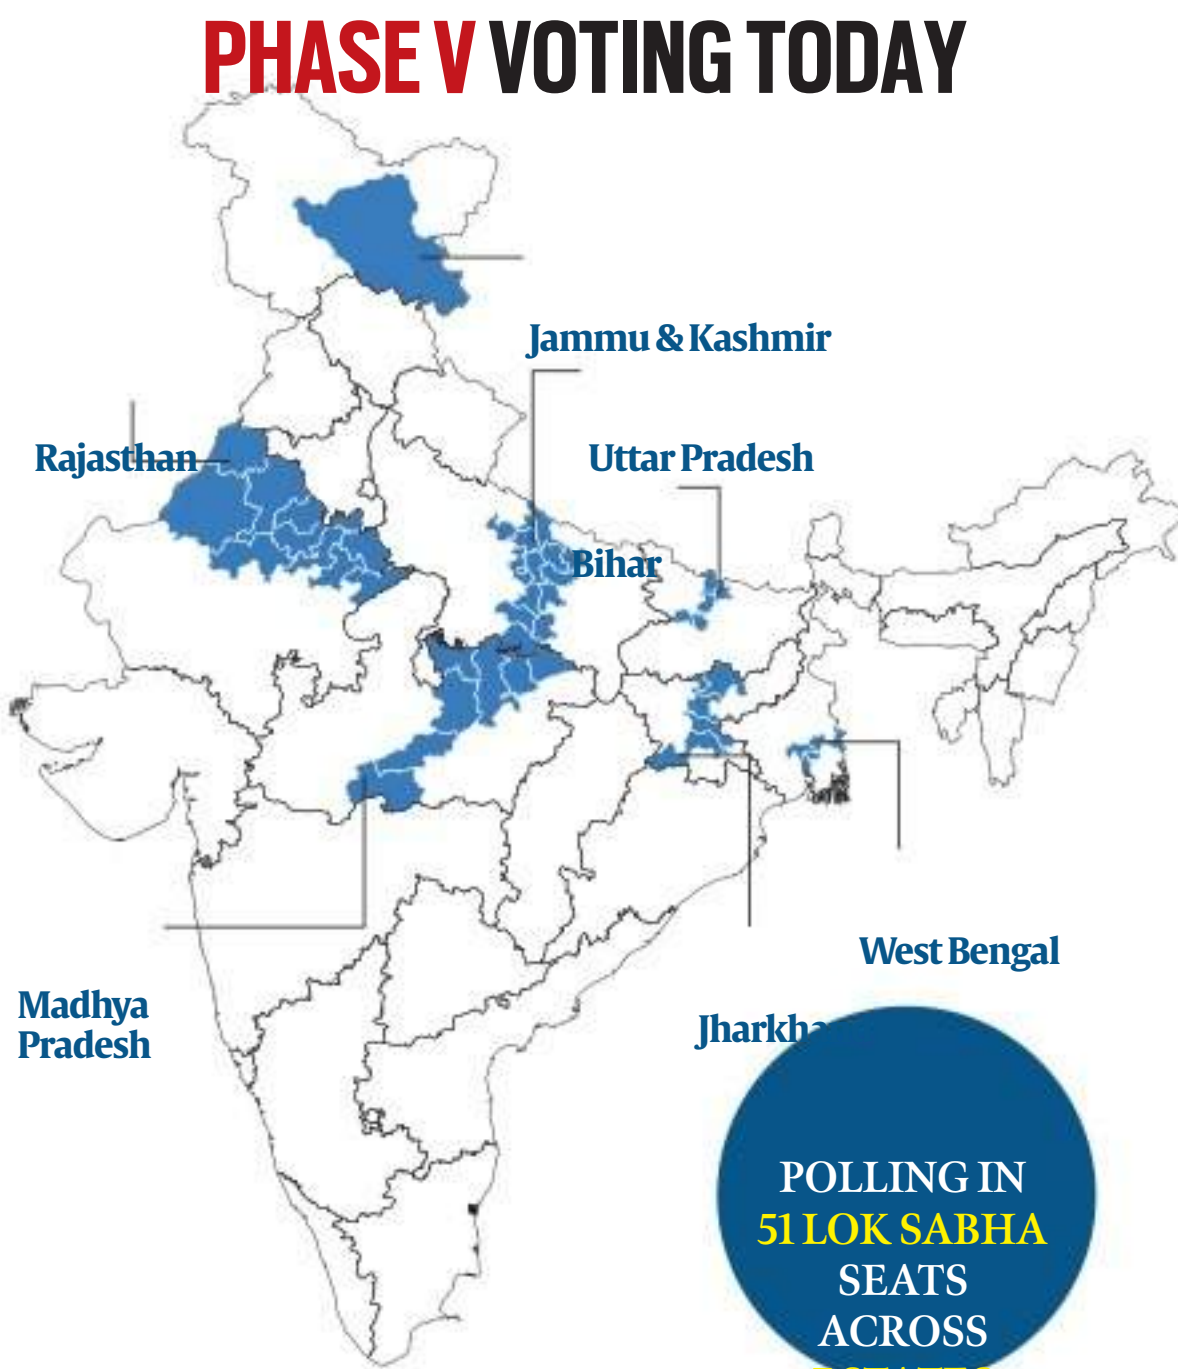 PHASE V VOTING TODAY
Jammu & Kashmir
Rajasthan
Uttar Pradesh
Bihar
West Bengal
Madhya
Pradesh
POLLING IN
51 LOK SABHA
SEATS
ACROSS